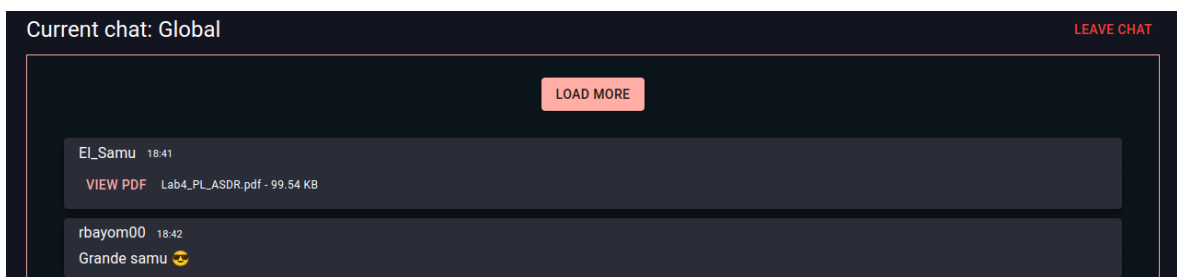 Current chat: Global
LEAVE CHAT
LOAD MORE
El_Samu 18:41
VIEW PDF Lab4_PL_ASDR.pdf - 99.54 KB
rbayom00 18:42
Grande samu 😎